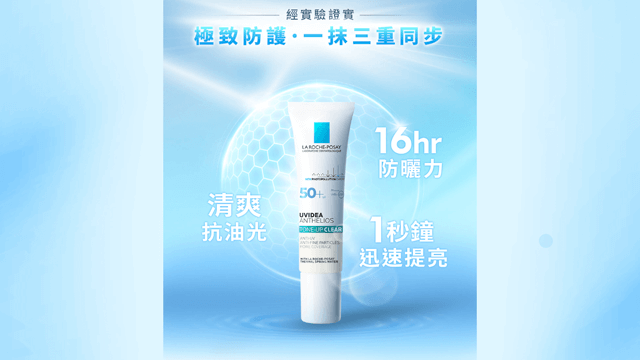 經實驗證實
極致防護·一抹三重同步
16hr
防曬力
清爽
抗油光
1秒鐘
迅速提亮
LA ROCHE-POSAY
LABORATOIRE DERMATOLOGIQUE
50+
UVIDEA
ANTHELIOS
TONE-UP CLEAR